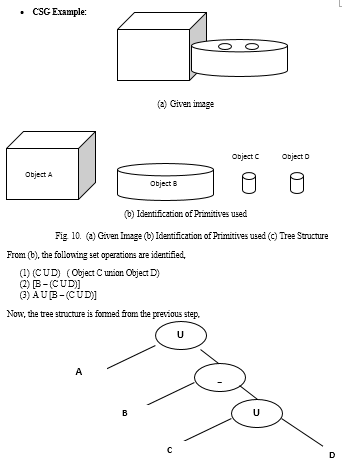 • CSG Example:
(a) Given image
Object A
Object B
Object C
Object D
(b) Identification of Primitives used
Fig. 10. (a) Given Image (b) Identification of Primitives used (c) Tree Structure
From (b), the following set operations are identified,
(1) (C U D) ( Object C union Object D)
(2) [B – (C U D)]
(3) A U [B – (C U D)]
Now, the tree structure is formed from the previous step,
U
A
–
B
U
C
D